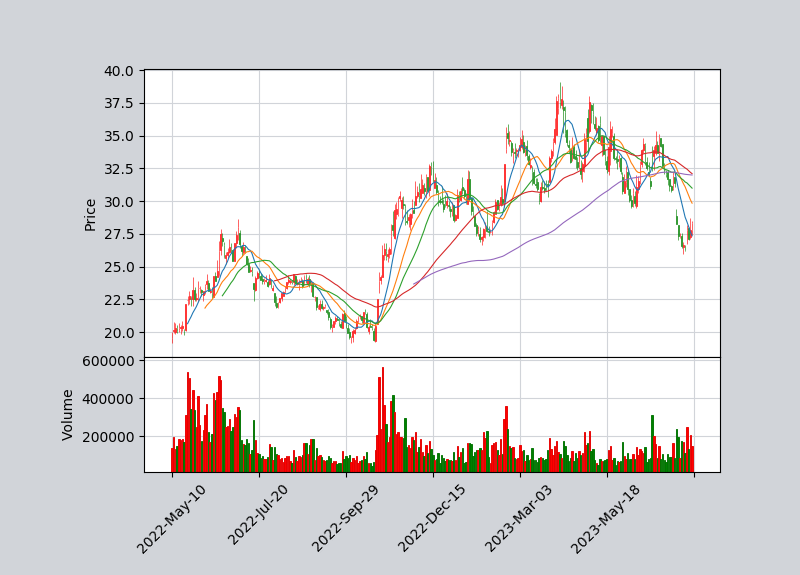 40.0
37.5
35.0
32.5
30.0
27.5
25.0
22.5
20.0
Price
600000
400000
200000
Volume
2022-May-10
2022-Jul-20
2022-Sep-29
2022-Dec-15
2023-Mar-03
2023-May-18